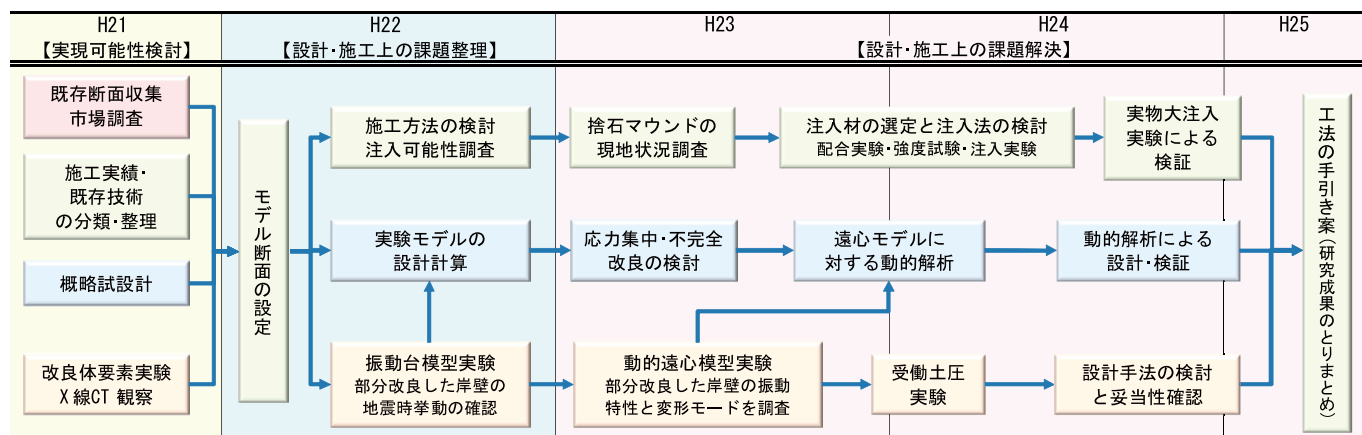 H21
【実現可能性検討】
H22
【設計・施工上の課題整理】
H23
H24
【設計・施工上の課題解決】
H25
既存断面収集
市場調査
施工実績・
既存技術
の分類・整理
概略試設計
改良体要素実験
X線CT 観察
モデル断面の設定
施工方法の検討
注入可能性調査
実験モデルの
設計計算
振動台模型実験
部分改良した岸壁の
地震時挙動の確認
捨石マウンドの
現地状況調査
応力集中・不完全
改良の検討
動的遠心模型実験
部分改良した岸壁の振動
特性と変形モードを調査
注入材の選定と注入法の検討
配合実験・強度試験・注入実験
遠心モデルに
対する動的解析
受働土圧
実験
実物大注入
実験による
検証
動的解析による
設計・検証
設計手法の検討
と妥当性確認
工法の手引き案（研究成果のとりまとめ）